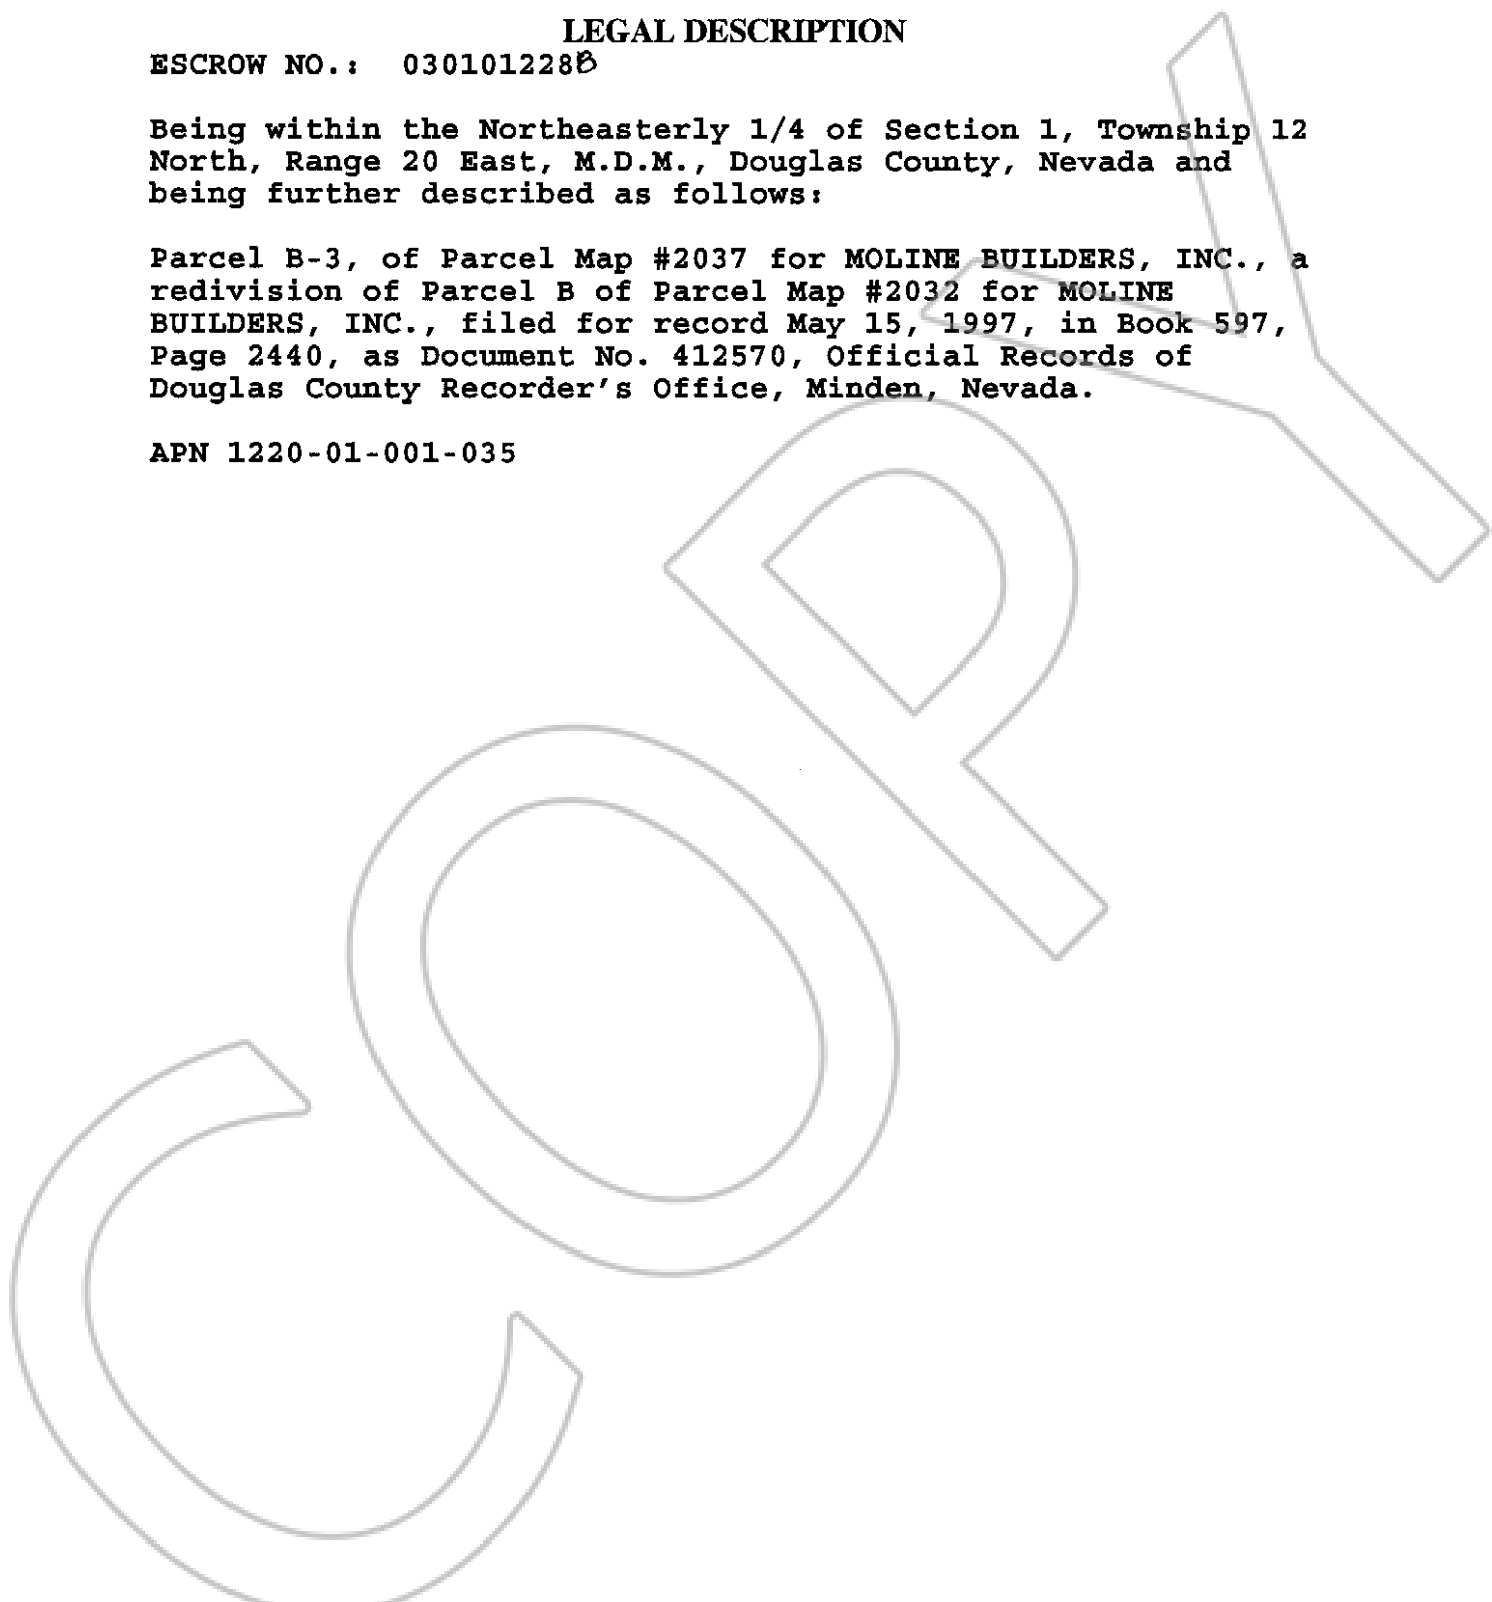 LEGAL DESCRIPTION
ESCROW NO.: 030101228B
Being within the Northeasterly 1/4 of Section 1, Township 12
North, Range 20 East, M.D.M., Douglas County, Nevada and
being further described as follows:
Parcel B-3, of Parcel Map #2037 for MOLINE BUILDERS, INC., a
redivision of Parcel B of Parcel Map #2032 for MOLINE
BUILDERS, INC., filed for record May 15, 1997, in Book 597,
Page 2440, as Document No. 412570, Official Records of
Douglas County Recorder's Office, Minden, Nevada.
APN 1220-01-001-035
COPY